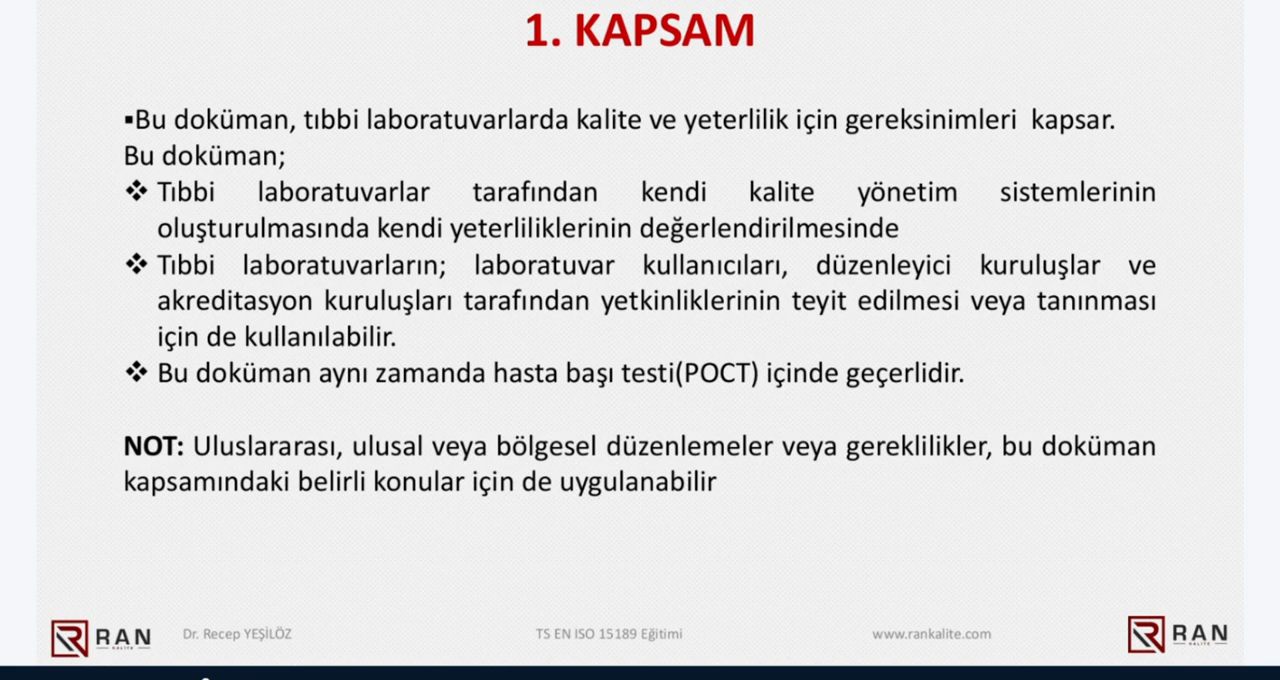 1. KAPSAM
▪Bu doküman, tıbbi laboratuvarlarda kalite ve yeterlilik için gereksinimleri kapsar.
Bu doküman;
❖ Tıbbi laboratuvarlar tarafından kendi kalite yönetim sistemlerinin
oluşturulmasında kendi yeterliliklerinin değerlendirilmesinde
❖ Tıbbi laboratuvarların; laboratuvar kullanıcıları, düzenleyici kuruluşlar ve
akreditasyon kuruluşları tarafından yetkinliklerinin teyit edilmesi veya tanınması
için de kullanılabilir.
❖ Bu doküman aynı zamanda hasta başı testi(POCT) içinde geçerlidir.
NOT: Uluslararası, ulusal veya bölgesel düzenlemeler veya gereklilikler, bu doküman
kapsamındaki belirli konular için de uygulanabilir
RAN
KALİTE
Dr. Recep YEŞİLÖZ
TS EN ISO 15189 Eğitimi
www.rankalite.com
RAN
KALİTE